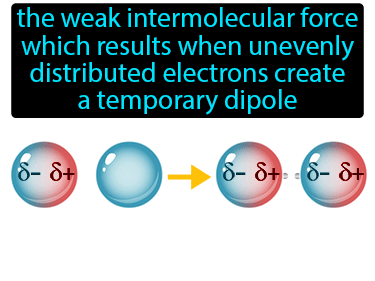 the weak intermolecular force
which results when unevenly
distributed electrons create
a temporary dipole
δ- δ+ δ- δ+ δ- δ+